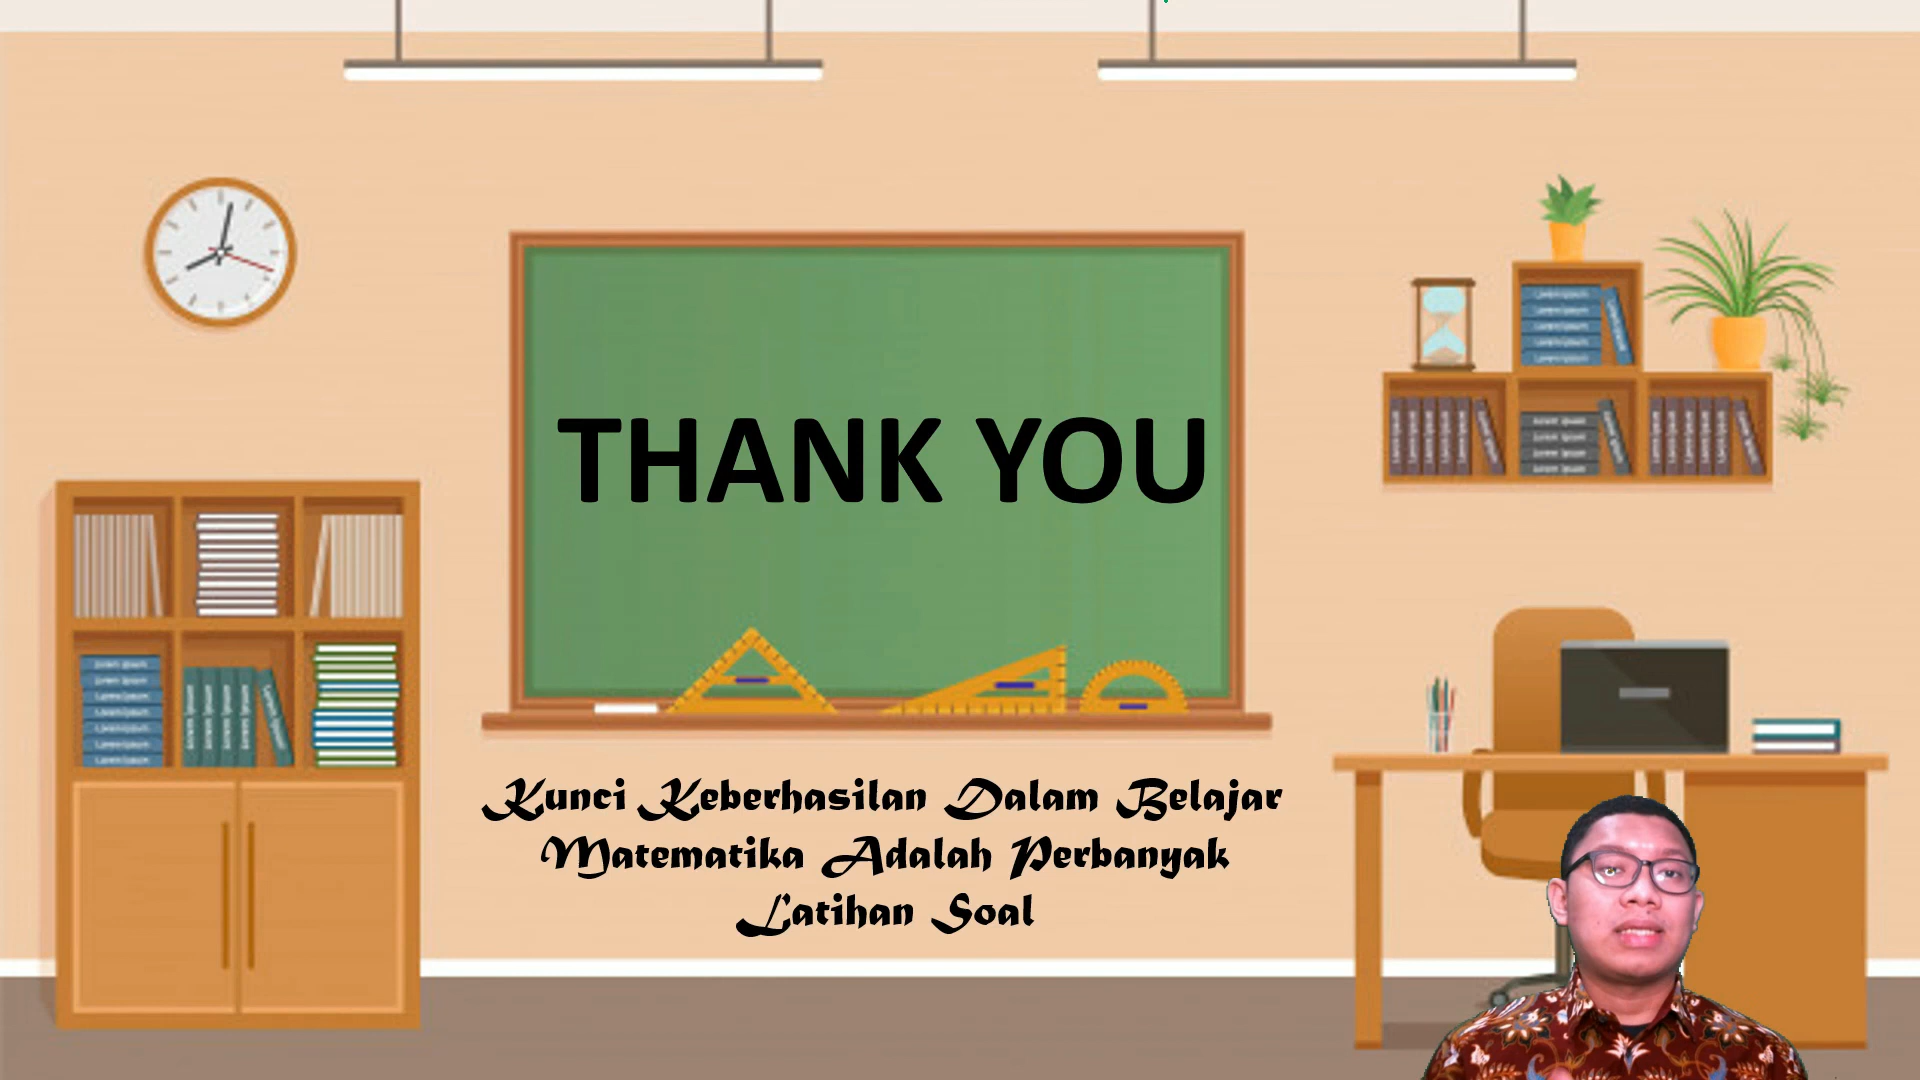 THANK YOU
Kunci Keberhasilan Dalam Belajar
Matematika Adalah Perbanyak
Latihan Soal